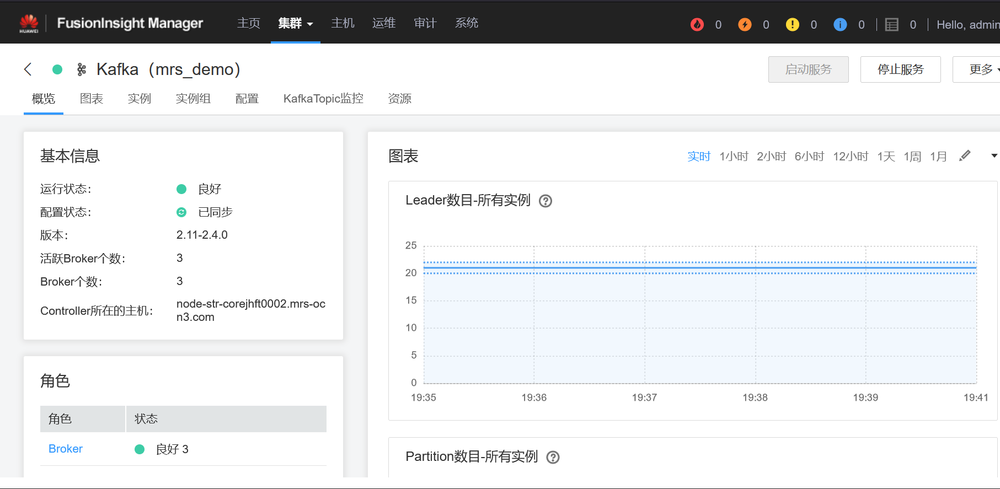 HUAWEI FusionInsight Manager 主页 集群 主机 运维 审计 系统 0 0 0 0 0 Hello, admin
Kafka（mrs_demo） 启动服务 停止服务 更多
概览 图表 实例 实例组 配置 KafkaTopic监控 资源
基本信息
运行状态： 良好
配置状态： 已同步
版本： 2.11-2.4.0
活跃Broker个数： 3
Broker个数： 3
Controller所在的主机： node-str-corejhft0002.mrs-oc
n3.com
角色
角色 状态
Broker 良好 3
图表 实时 1小时 2小时 6小时 12小时 1天 1周 1月
Leader数目-所有实例
25
20
15
10
5
0
19:35 19:36 19:37 19:38 19:39 19:41
Partition数目-所有实例